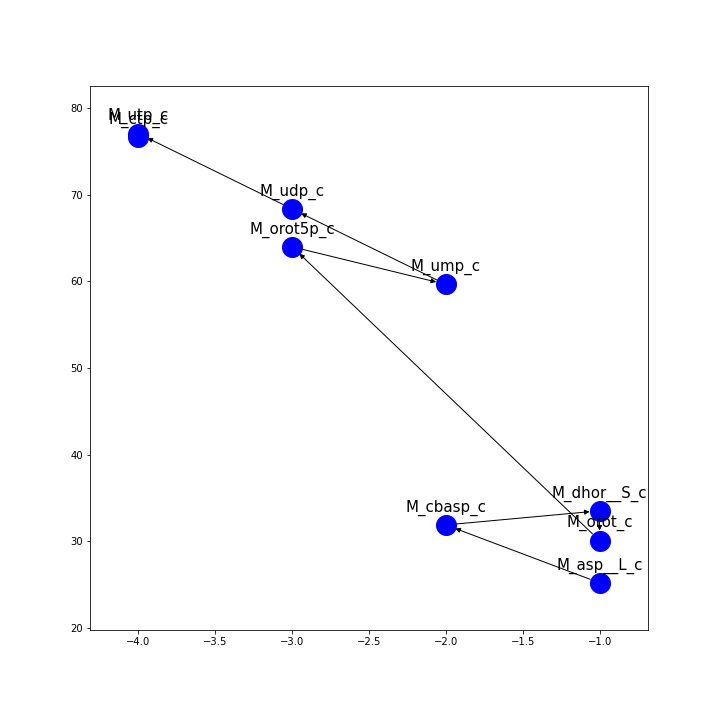 80
70
60
50
40
30
20
M_utp_c
M_ctp_c
M_udp_c
M_orot5p_c
M_ump_c
M_dhor__S_c
M_cbasp_c
M_orot_c
M_asp__L_c
−4.0
−3.5
−3.0
−2.5
−2.0
−1.5
−1.0